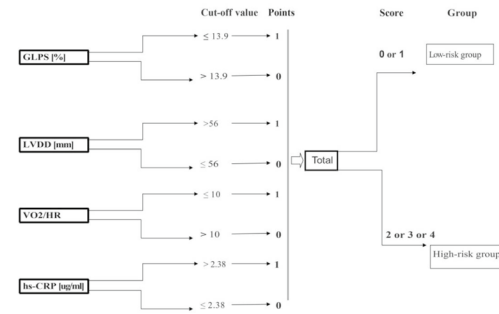 Cut-off value Points Score Group
≤ 13.9 1
GLPS [%]
> 13.9 0
0 or 1 Low-risk group
>56 1
LVDD [mm]
≤ 56 0
Total
≤ 10 1
VO2/HR
> 10 0
2 or 3 or 4
High-risk group
> 2.38 1
hs-CRP [ug/ml]
≤ 2.38 0